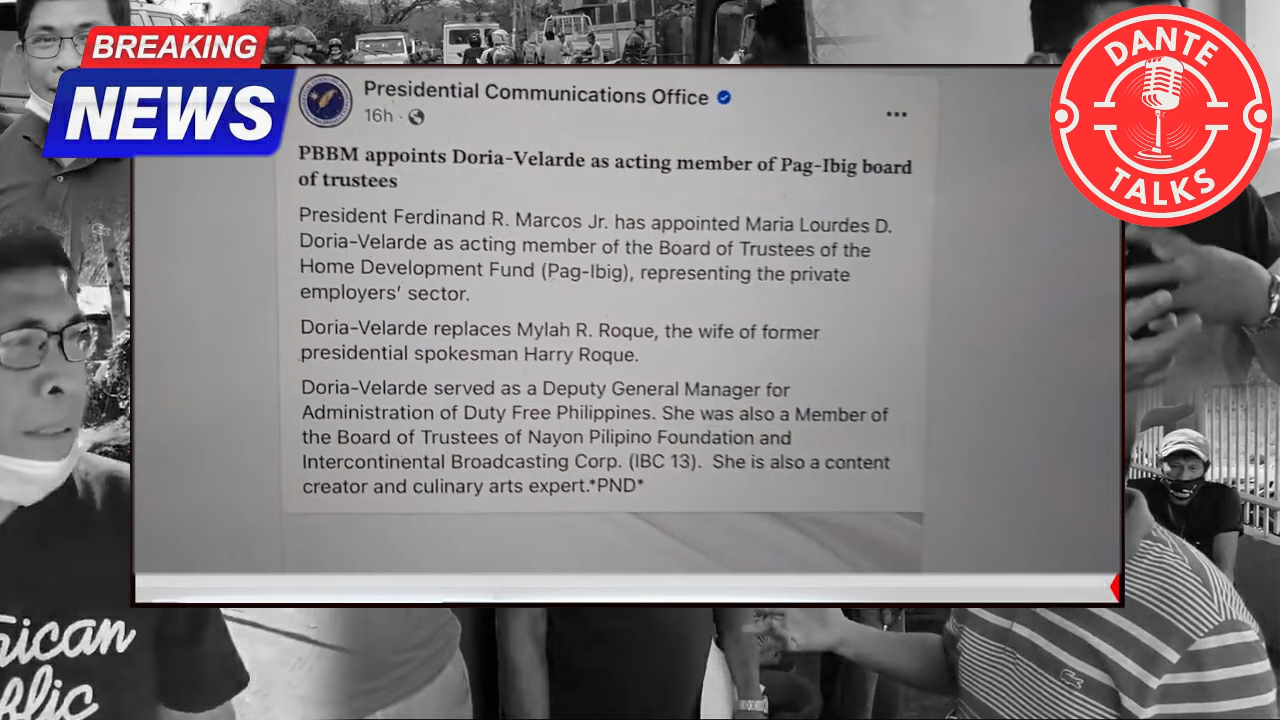 BREAKING
NEWS
DANTE
TALKS
Presidential Communications Office
16h ·
PBBM appoints Doria-Velarde as acting member of Pag-Ibig board
of trustees
President Ferdinand R. Marcos Jr. has appointed Maria Lourdes D.
Doria-Velarde as acting member of the Board of Trustees of the
Home Development Fund (Pag-Ibig), representing the private
employers' sector.
Doria-Velarde replaces Mylah R. Roque, the wife of former
presidential spokesman Harry Roque.
Doria-Velarde served as a Deputy General Manager for
Administration of Duty Free Philippines. She was also a Member of
the Board of Trustees of Nayon Pilipino Foundation and
Intercontinental Broadcasting Corp. (IBC 13). She is also a content
creator and culinary arts expert.*PND*